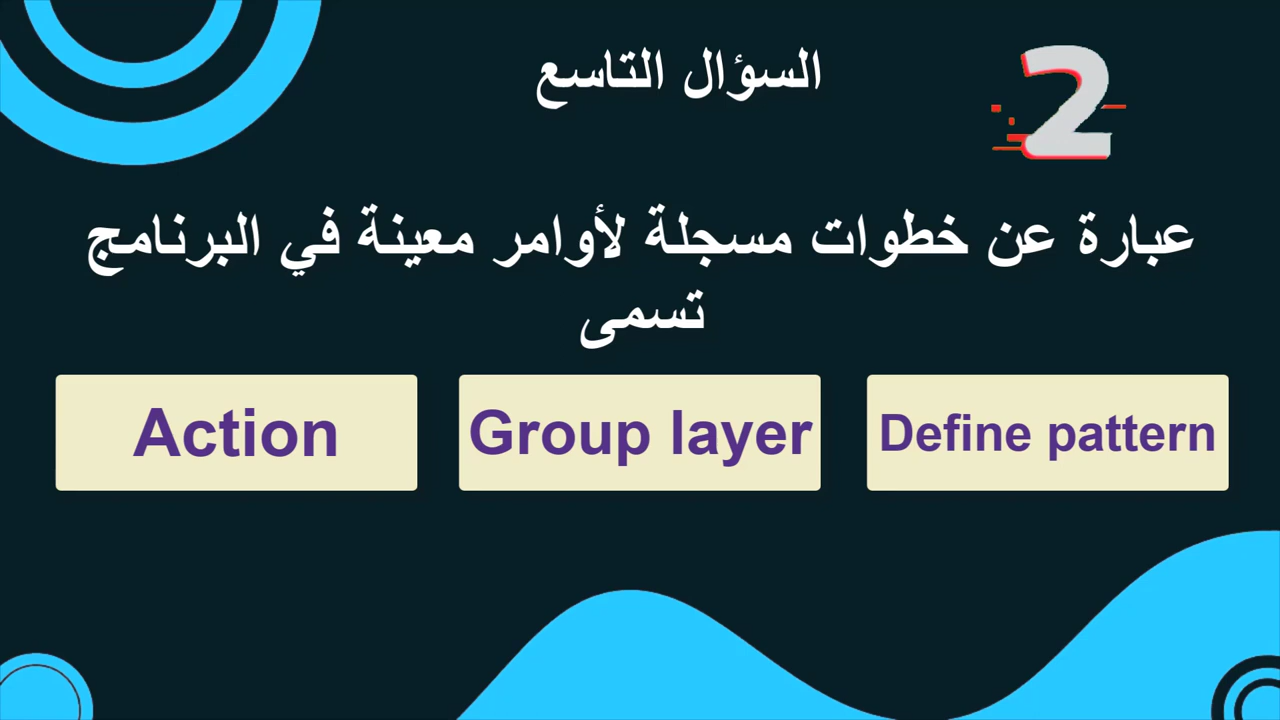 السؤال التاسع
2
عبارة عن خطوات مسجلة لأوامر معينة في البرنامج
تسمى
Action
Group layer
Define pattern